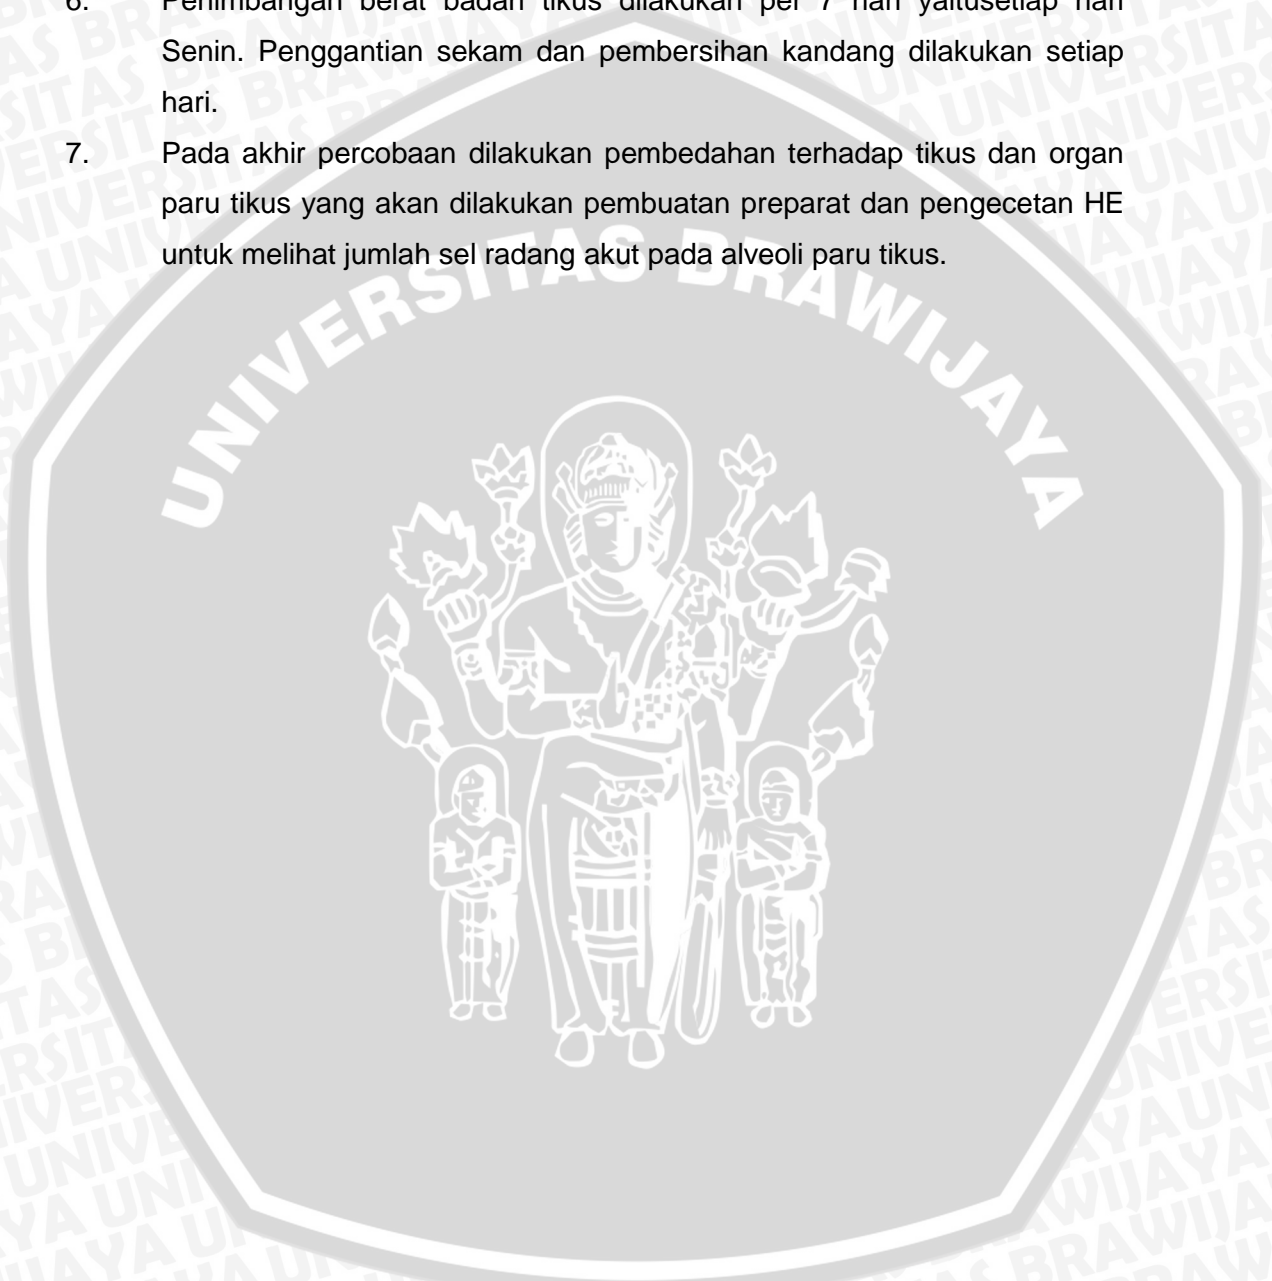 6. Penimbangan berat badan tikus dilakukan per 7 hari yaitusetiap hari
Senin. Penggantian sekam dan pembersihan kandang dilakukan setiap
hari.
7. Pada akhir percobaan dilakukan pembedahan terhadap tikus dan organ
paru tikus yang akan dilakukan pembuatan preparat dan pengecetan HE
untuk melihat jumlah sel radang akut pada alveoli paru tikus.
UNIVERSITAS BRAWIJAYA